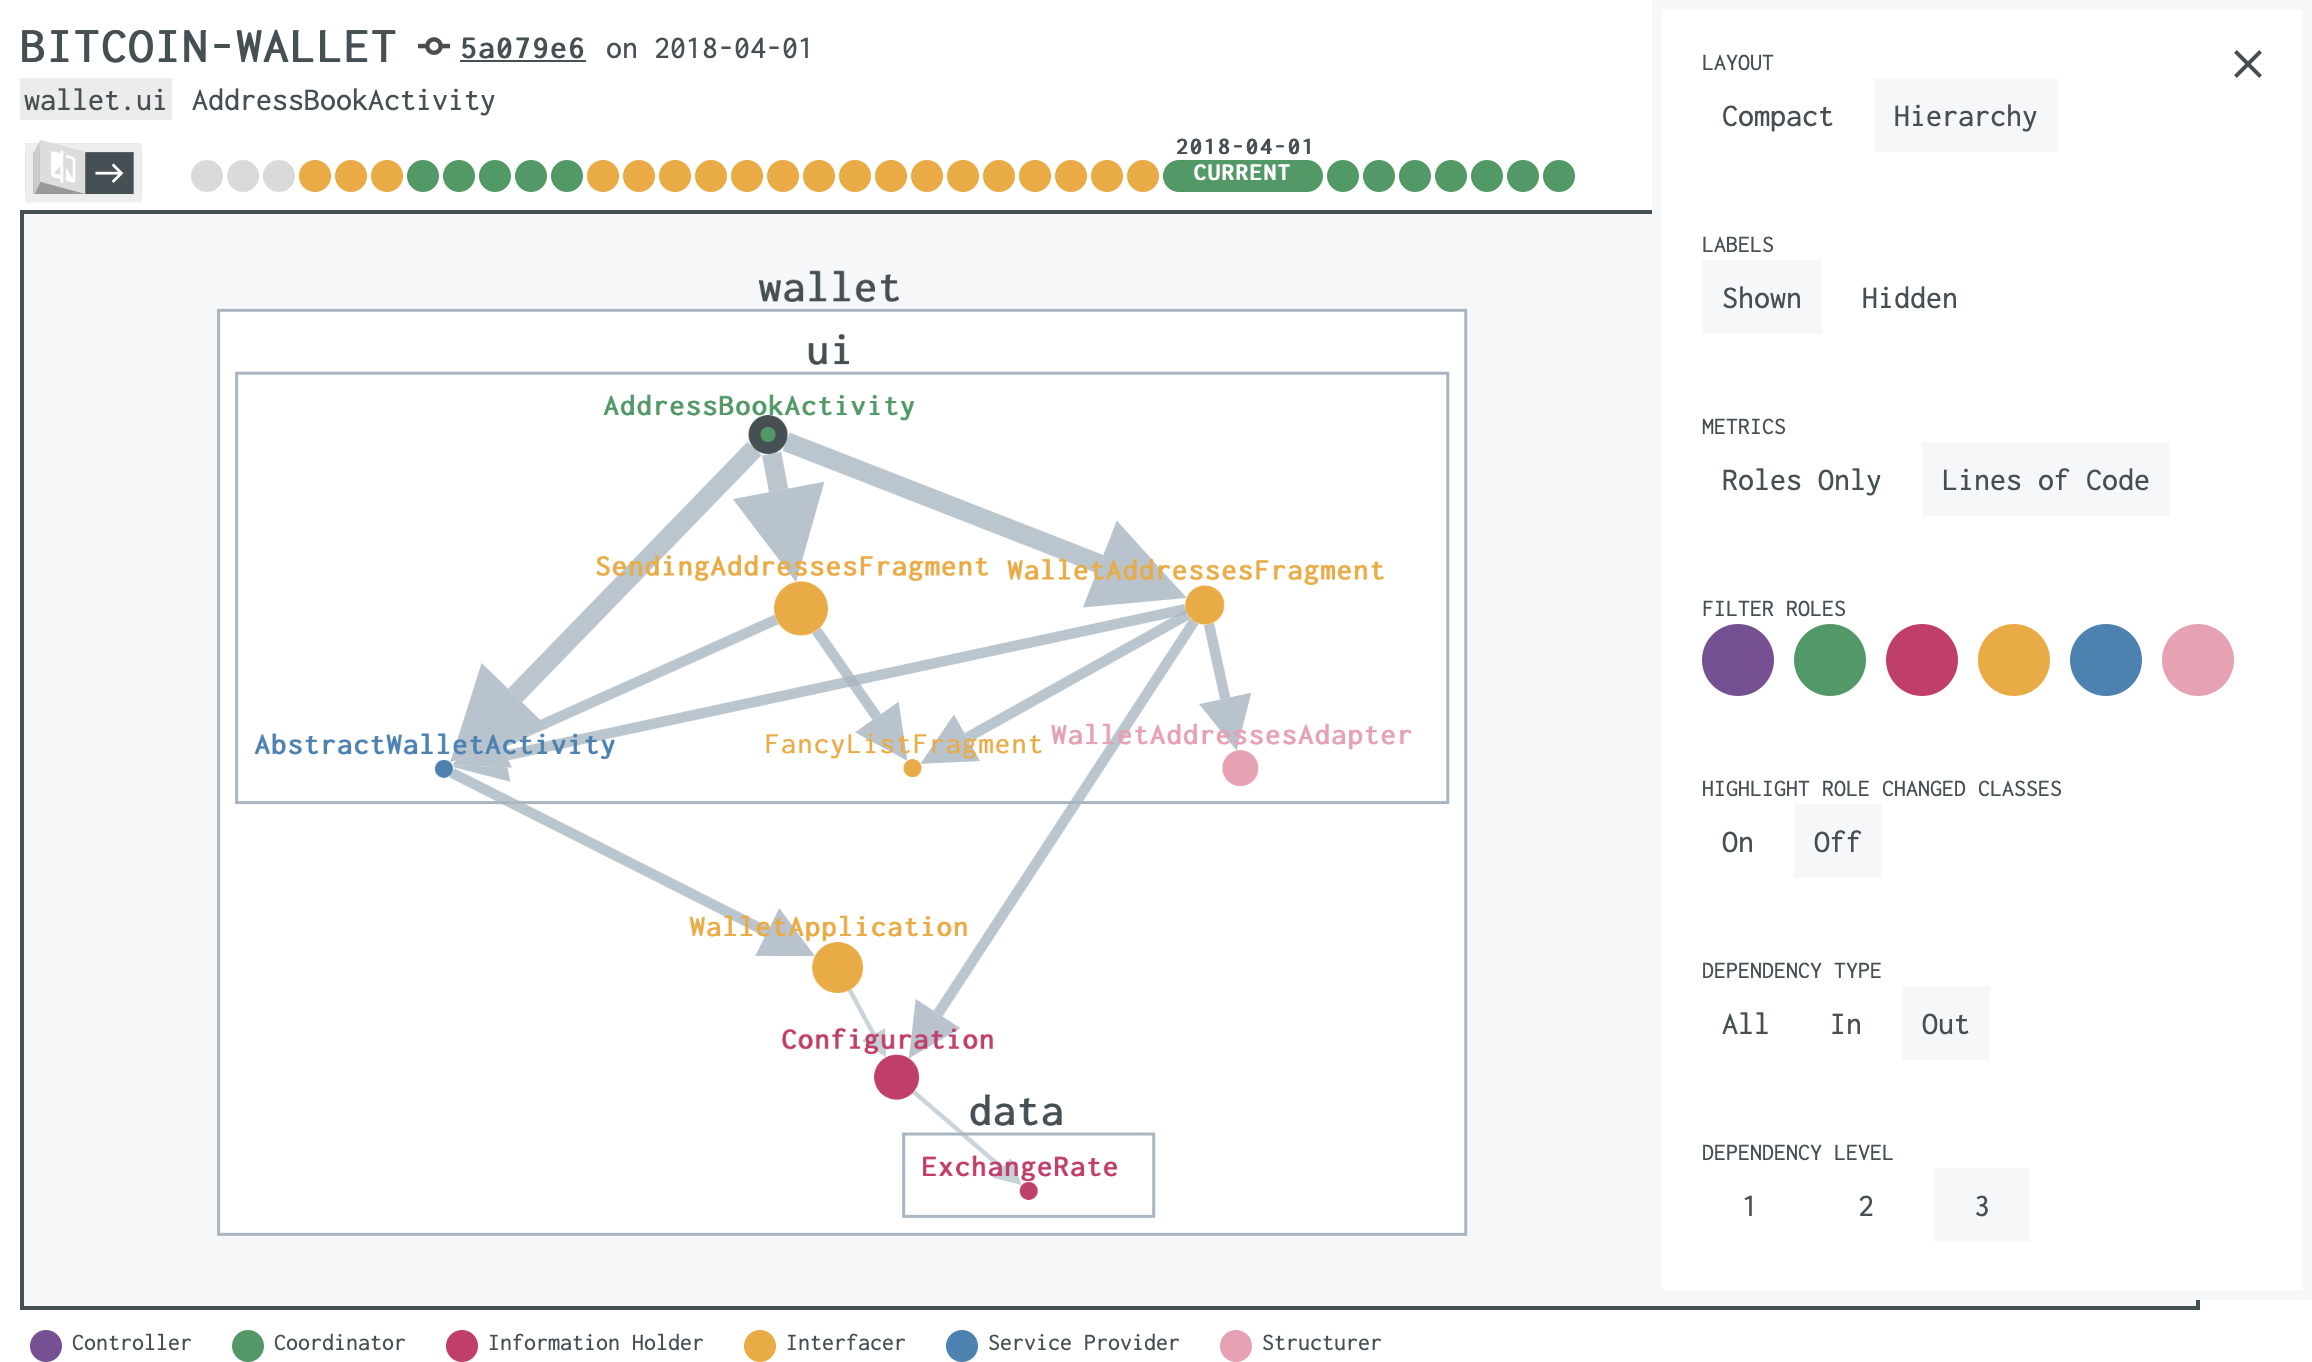 BITCOIN-WALLET 5a079e6 on 2018-04-01
wallet.ui AddressBookActivity
2018-04-01
CURRENT
wallet
ui
AddressBookActivity
SendingAddressesFragment WalletAddressesFragment
AbstractWalletActivity FancyListFragment WalletAddressesAdapter
WalletApplication
Configuration
data
ExchangeRate
LAYOUT
Compact Hierarchy
LABELS
Shown Hidden
METRICS
Roles Only Lines of Code
FILTER ROLES
HIGHLIGHT ROLE CHANGED CLASSES
On Off
DEPENDENCY TYPE
All In Out
DEPENDENCY LEVEL
1 2 3
Controller Coordinator Information Holder Interfacer Service Provider Structurer